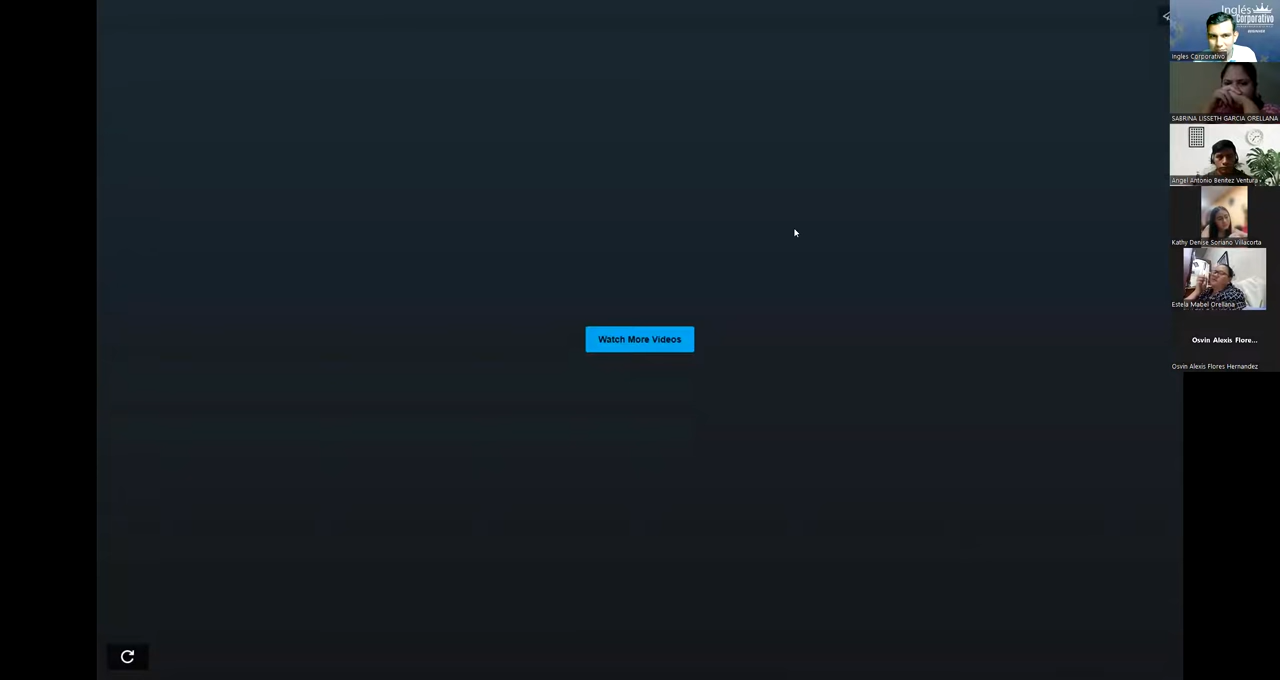 Inglés
Corporativo
BEGINNER
Ingles Corporativo
SABRINA LISSETH GARCIA ORELLANA
Angel Antonio Benitez Ventura
Kathy Denise Soriano Villacorta
Estela Mabel Orellana
Osvin Alexis Flore...
Osvin Alexis Flores Hernandez
Watch More Videos